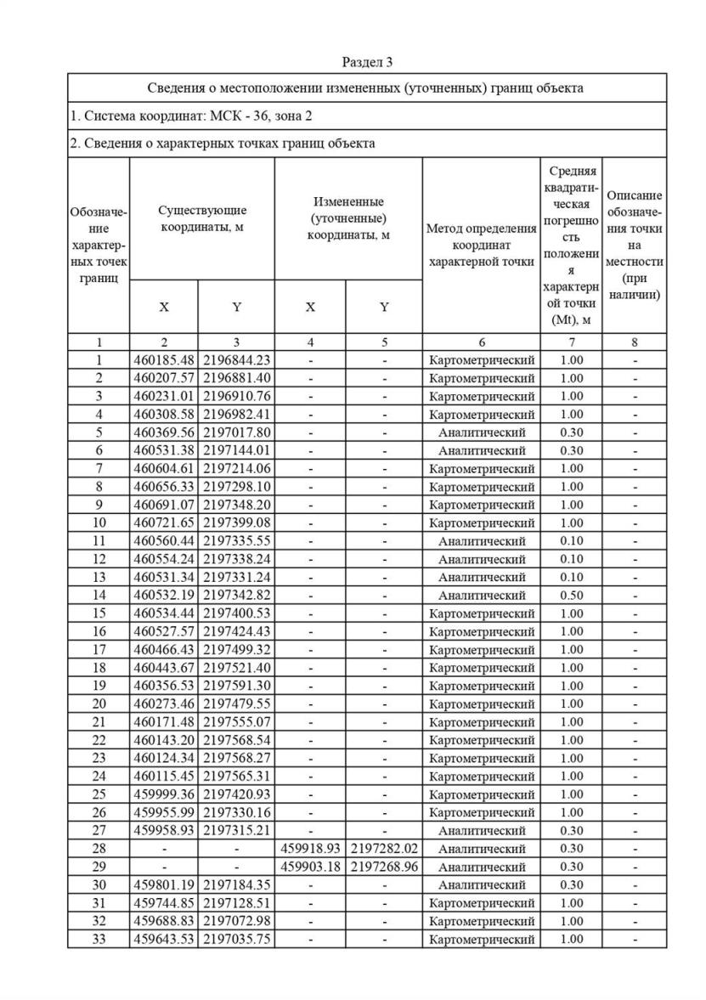 Раздел 3
Сведения о местоположении измененных (уточненных) границ объекта
1. Система координат: МСК - 36, зона 2
2. Сведения о характерных точках границ объекта
Обозначе-
ние
характер-
ных точек
границ
Существующие
координаты, м
Измененные
(уточненные)
координаты, м
Метод определения
координат
характерной точки
Средняя
квадрати-
ческая
погрешно
сть
положени
я
характерн
ой точки
(Mt), м
Описание
обозначе-
ния точки
на
местности
(при
наличии)
X Y X Y
1 2 3 4 5 6 7 8
1 460185.48 2196844.23 - - Картометрический 1.00 -
2 460207.57 2196881.40 - - Картометрический 1.00 -
3 460231.01 2196910.76 - - Картометрический 1.00 -
4 460308.58 2196982.41 - - Картометрический 1.00 -
5 460369.56 2197017.80 - - Аналитический 0.30 -
6 460531.38 2197144.01 - - Аналитический 0.30 -
7 460604.61 2197214.06 - - Картометрический 1.00 -
8 460656.33 2197298.10 - - Картометрический 1.00 -
9 460691.07 2197348.20 - - Картометрический 1.00 -
10 460721.65 2197399.08 - - Картометрический 1.00 -
11 460560.44 2197335.55 - - Аналитический 0.10 -
12 460554.24 2197338.24 - - Аналитический 0.10 -
13 460531.34 2197331.24 - - Аналитический 0.10 -
14 460532.19 2197342.82 - - Аналитический 0.50 -
15 460534.44 2197400.53 - - Картометрический 1.00 -
16 460527.57 2197424.43 - - Картометрический 1.00 -
17 460466.43 2197499.32 - - Картометрический 1.00 -
18 460443.67 2197521.40 - - Картометрический 1.00 -
19 460356.53 2197591.30 - - Картометрический 1.00 -
20 460273.46 2197479.55 - - Картометрический 1.00 -
21 460171.48 2197555.07 - - Картометрический 1.00 -
22 460143.20 2197568.54 - - Картометрический 1.00 -
23 460124.34 2197568.27 - - Картометрический 1.00 -
24 460115.45 2197565.31 - - Картометрический 1.00 -
25 459999.36 2197420.93 - - Картометрический 1.00 -
26 459955.99 2197330.16 - - Картометрический 1.00 -
27 459958.93 2197315.21 - - Аналитический 0.30 -
28 - - 459918.93 2197282.02 Аналитический 0.30 -
29 - - 459903.18 2197268.96 Аналитический 0.30 -
30 459801.19 2197184.35 - - Аналитический 0.30 -
31 459744.85 2197128.51 - - Картометрический 1.00 -
32 459688.83 2197072.98 - - Картометрический 1.00 -
33 459643.53 2197035.75 - - Картометрический 1.00 -